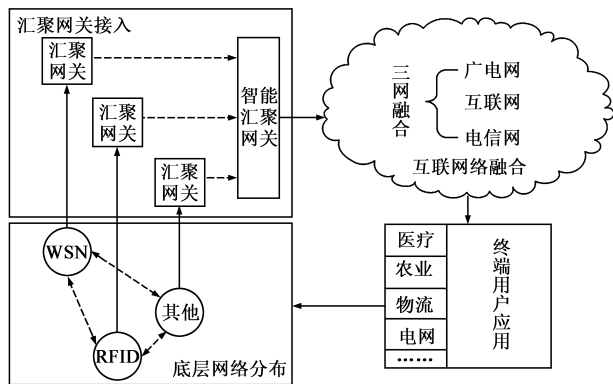 汇聚网关接入
汇聚
网关
汇聚
网关
汇聚
网关
智能
汇聚
网关
三网融合
广电网
互联网
电信网
互联网络融合
WSN
其他
RFID
底层网络分布
医疗
农业
物流
电网
……
终端用户应用